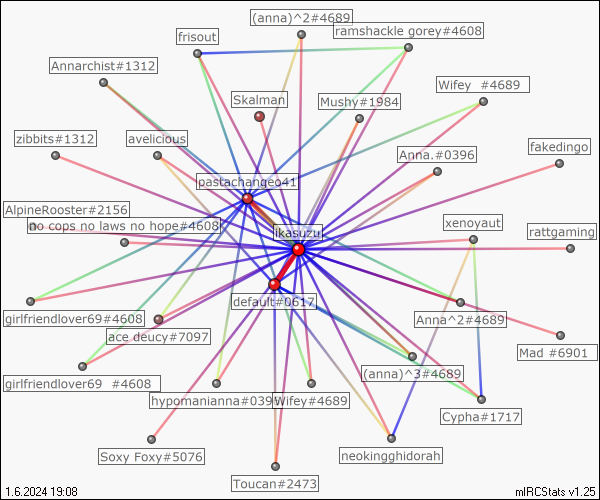 (anna)^2#4689
ramshackle gorey#4608
frisout
Annarchist#1312
Wifey  #4689
Skalman
Mushy#1984
zibbits#1312
avelicious
fakedingo
Anna.#0396
pastachangeo41
AlpineRooster#2156
no cops no laws no hope#4608
xenoyaut
ikasuzu
rattgaming
default#0617
girlfriendlover69#4608
Anna^2#4689
ace deucy#7097
Mad #6901
(anna)^3#4689
girlfriendlover69  #4608
hypomanianna#039
Wifey#4689
Cypha#1717
Soxy Foxy#5076
neokingghidorah
Toucan#2473
1.6.2024 19:08
mIRCStats v1.25